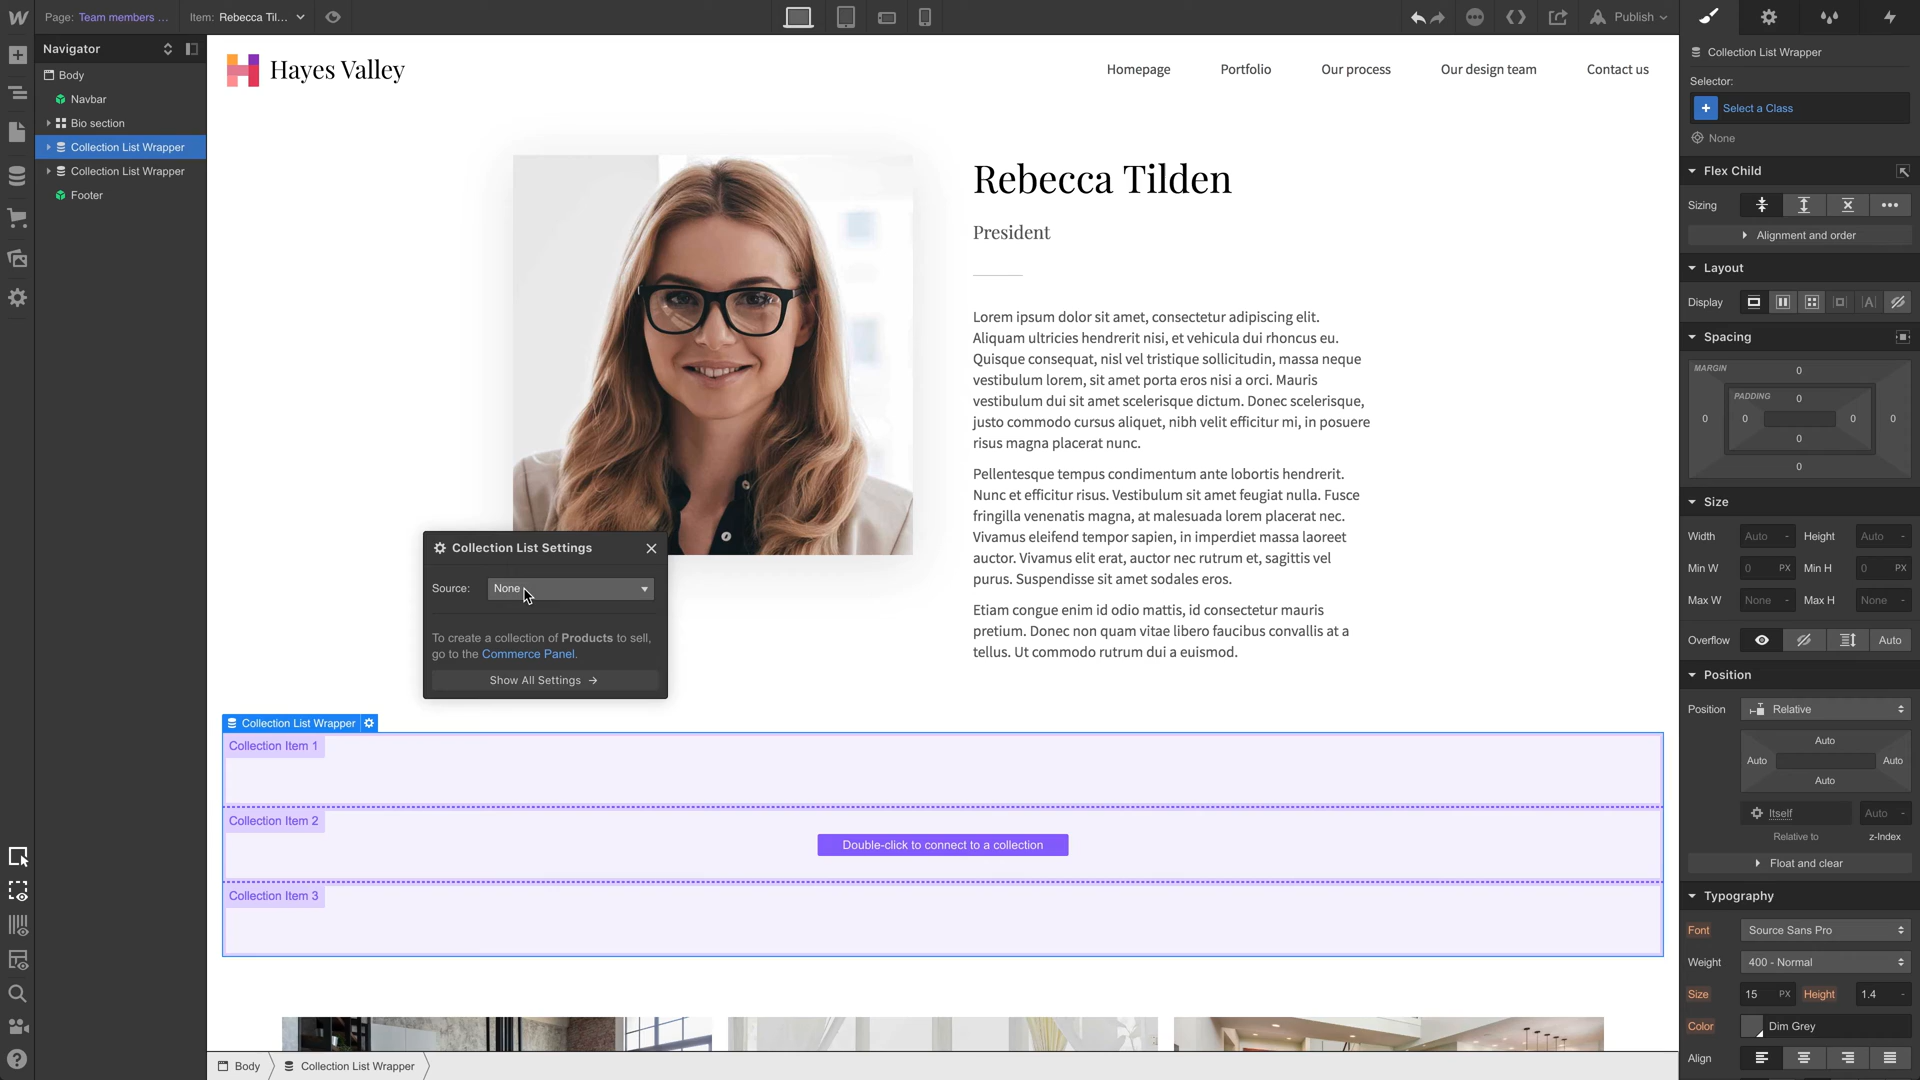 Page: Team members ...
Item: Rebecca Til...
Publish
Navigator
Body
Navbar
Bio section
Collection List Wrapper
Collection List Wrapper
Footer
Hayes Valley
Homepage
Portfolio
Our process
Our design team
Contact us
Rebecca Tilden
President
Lorem ipsum dolor sit amet, consectetur adipiscing elit.
Aliquam ultricies hendrerit nisi, et vehicula dui rhoncus eu.
Quisque consequat, nisl vel tristique sollicitudin, massa neque
vestibulum lorem, sit amet porta eros nisi a orci. Mauris
vestibulum dui sit amet scelerisque dictum. Donec scelerisque,
justo commodo cursus aliquet, nibh velit efficitur mi, in posuere
risus magna placerat nunc.
Pellentesque tempus condimentum ante lobortis hendrerit.
Nunc et efficitur risus. Vestibulum sit amet feugiat nulla. Fusce
fringilla venenatis magna, at malesuada lorem placerat nec.
Vivamus eleifend tempor sapien, in imperdiet massa laoreet
auctor. Vivamus elit erat, auctor nec rutrum et, sagittis vel
purus. Suspendisse sit amet sodales eros.
Etiam congue enim id odio mattis, id consectetur mauris
pretium. Donec non quam vitae libero faucibus convallis at a
tellus. Ut commodo rutrum dui a euismod.
Collection List Settings
Source: None
To create a collection of Products to sell,
go to the Commerce Panel.
Show All Settings →
Collection List Wrapper
Collection Item 1
Collection Item 2
Double-click to connect to a collection
Collection Item 3
Body
Collection List Wrapper
Collection List Wrapper
Selector:
+ Select a Class
None
Flex Child
Sizing
Alignment and order
Layout
Display
Spacing
MARGIN 0
PADDING 0
0 0 0 0
0
0
Size
Width Auto - Height Auto -
Min W 0 PX Min H 0 PX
Max W None - Max H None -
Overflow Auto
Position
Position Relative
Auto
Auto Auto
Auto
Itself Auto -
Relative to z-Index
Float and clear
Typography
Font Source Sans Pro
Weight 400 - Normal
Size 15 PX Height 1.4 -
Color Dim Grey
Align